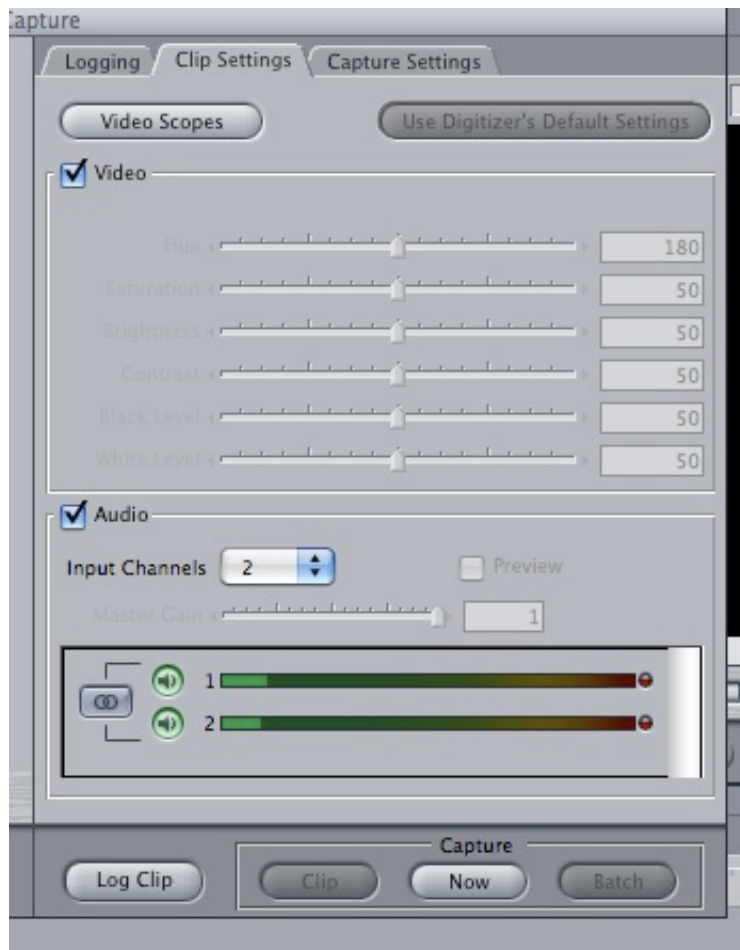 Capture
Logging Clip Settings Capture Settings
Video Scopes Use Digitizer's Default Settings
Video
Hue 180
Saturation 50
Brightness 50
Contrast 50
Black Level 50
White Level 50
Audio
Input Channels 2 Preview
Master Gain 1
1
2
Capture
Log Clip Clip Now Batch